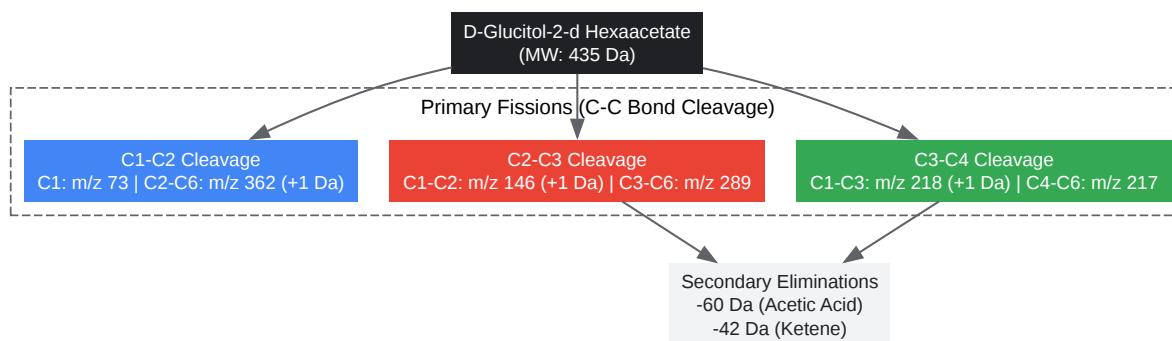 D-Glucitol-2-d Hexaacetate
(MW: 435 Da)
Primary Fissions (C-C Bond Cleavage)
C1-C2 Cleavage
C1: m/z 73 | C2-C6: m/z 362 (+1 Da)
C2-C3 Cleavage
C1-C2: m/z 146 (+1 Da) | C3-C6: m/z 289
C3-C4 Cleavage
C1-C3: m/z 218 (+1 Da) | C4-C6: m/z 217
Secondary Eliminations
-60 Da (Acetic Acid)
-42 Da (Ketene)